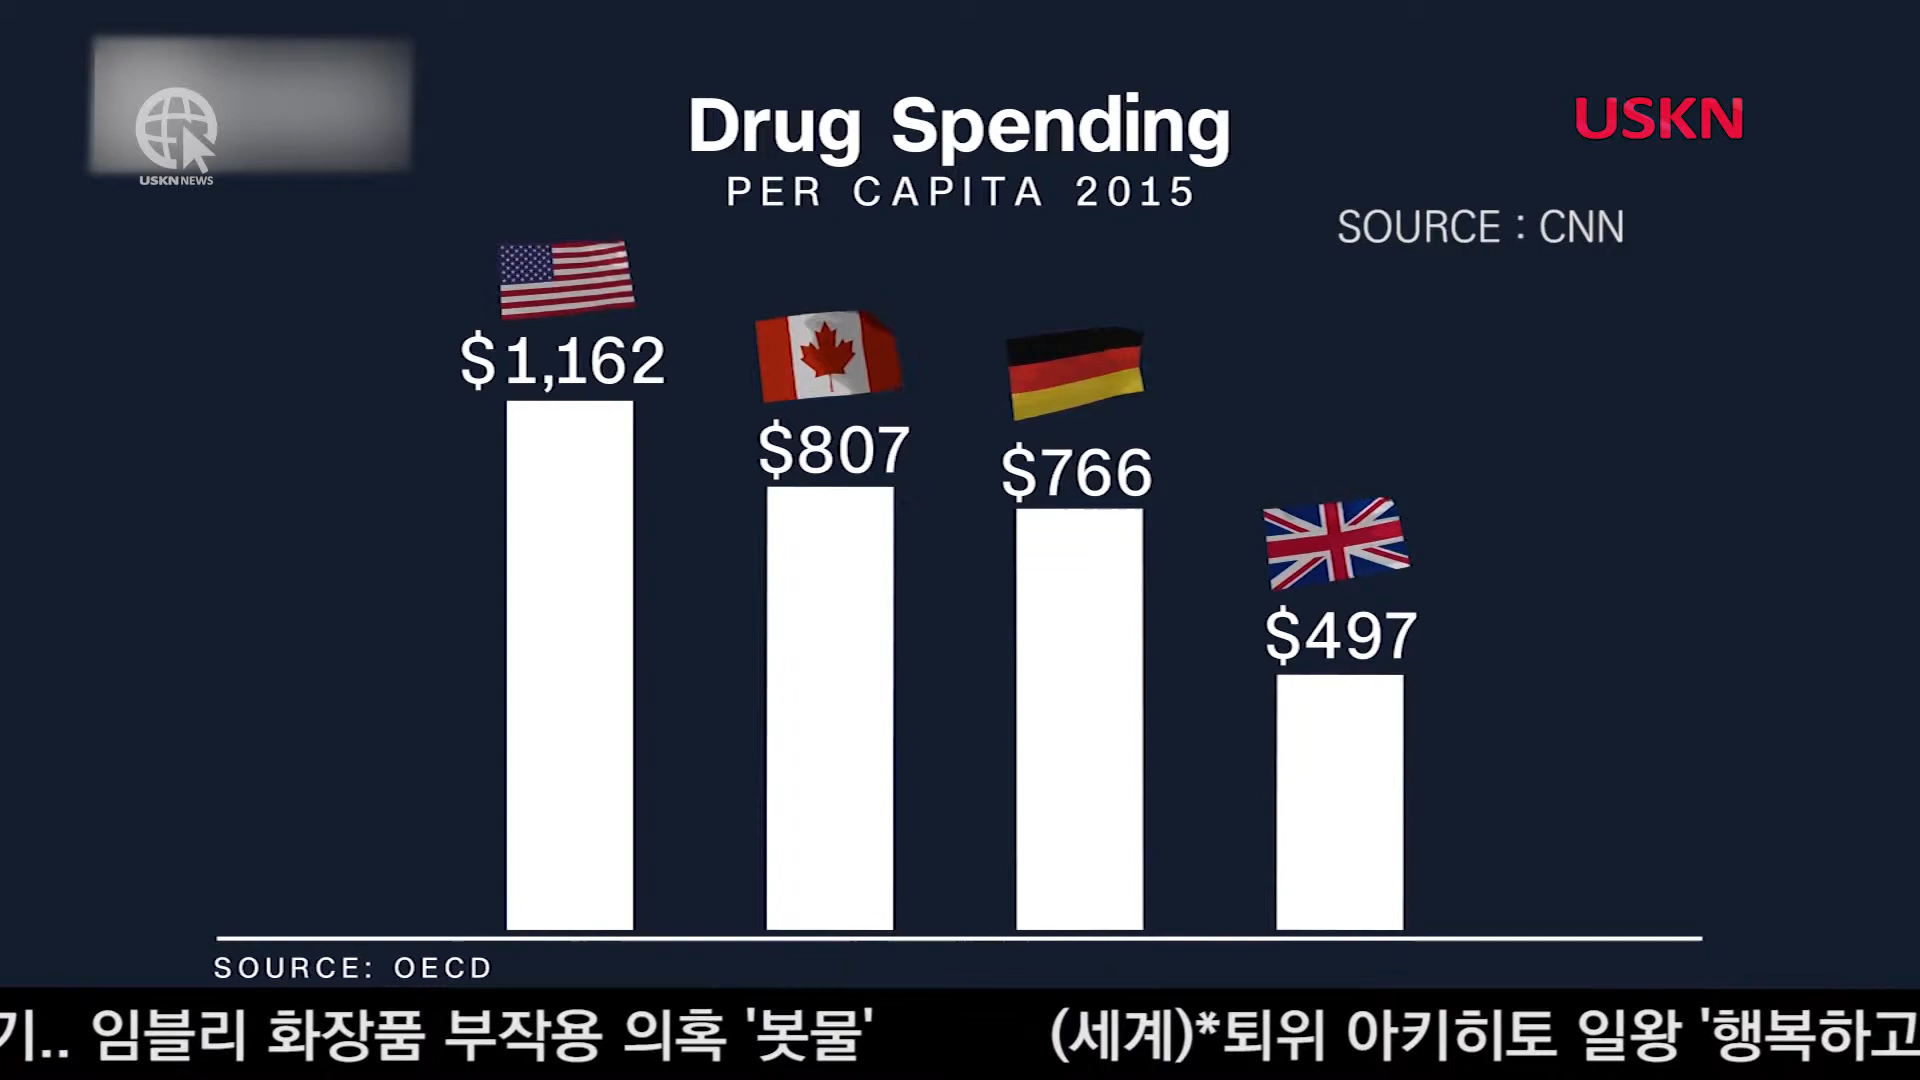 USKN NEWS
Drug Spending
PER CAPITA 2015
USKN
SOURCE : CNN
$1,162
$807
$766
$497
SOURCE: OECD
기.. 임블리 화장품 부작용 의혹 '봇물' (세계)*퇴위 아키히토 일왕 '행복하고